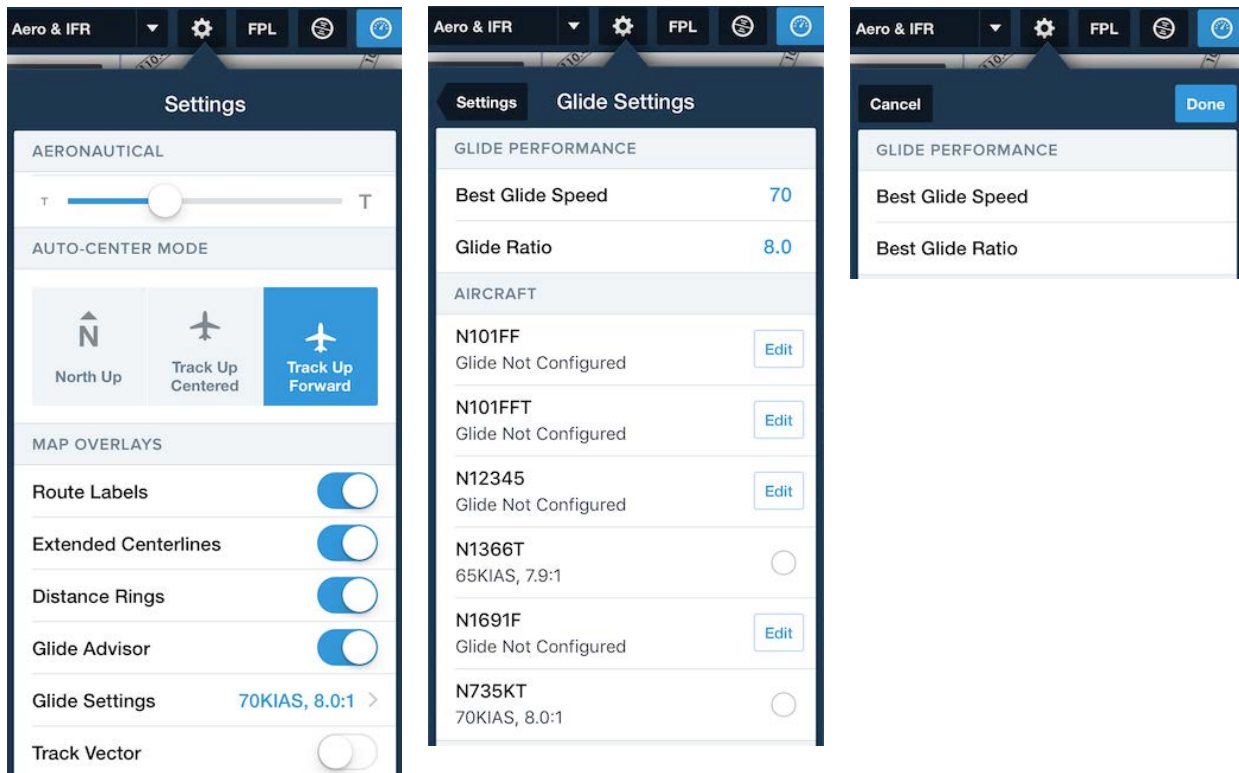 Aero & IFR FPL
110.
Settings
AERONAUTICAL
T T
AUTO-CENTER MODE
N
North Up
Track Up
Centered
Track Up
Forward
MAP OVERLAYS
Route Labels
Extended Centerlines
Distance Rings
Glide Advisor
Glide Settings 70KIAS, 8.0:1 >
Track Vector
Aero & IFR FPL
Settings Glide Settings
GLIDE PERFORMANCE
Best Glide Speed 70
Glide Ratio 8.0
AIRCRAFT
N101FF
Glide Not Configured
Edit
N101FFT
Glide Not Configured
Edit
N12345
Glide Not Configured
Edit
N1366T
65KIAS, 7.9:1
N1691F
Glide Not Configured
Edit
N735KT
70KIAS, 8.0:1
Aero & IFR FPL
Cancel Done
GLIDE PERFORMANCE
Best Glide Speed
Best Glide Ratio